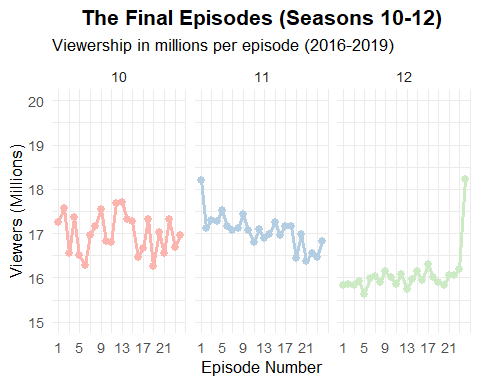 The Final Episodes (Seasons 10-12)
Viewership in millions per episode (2016-2019)
10 11 12
20
19
18
17
16
15
Viewers (Millions)
1 5 9 13 17 21 1 5 9 13 17 21 1 5 9 13 17 21
Episode Number